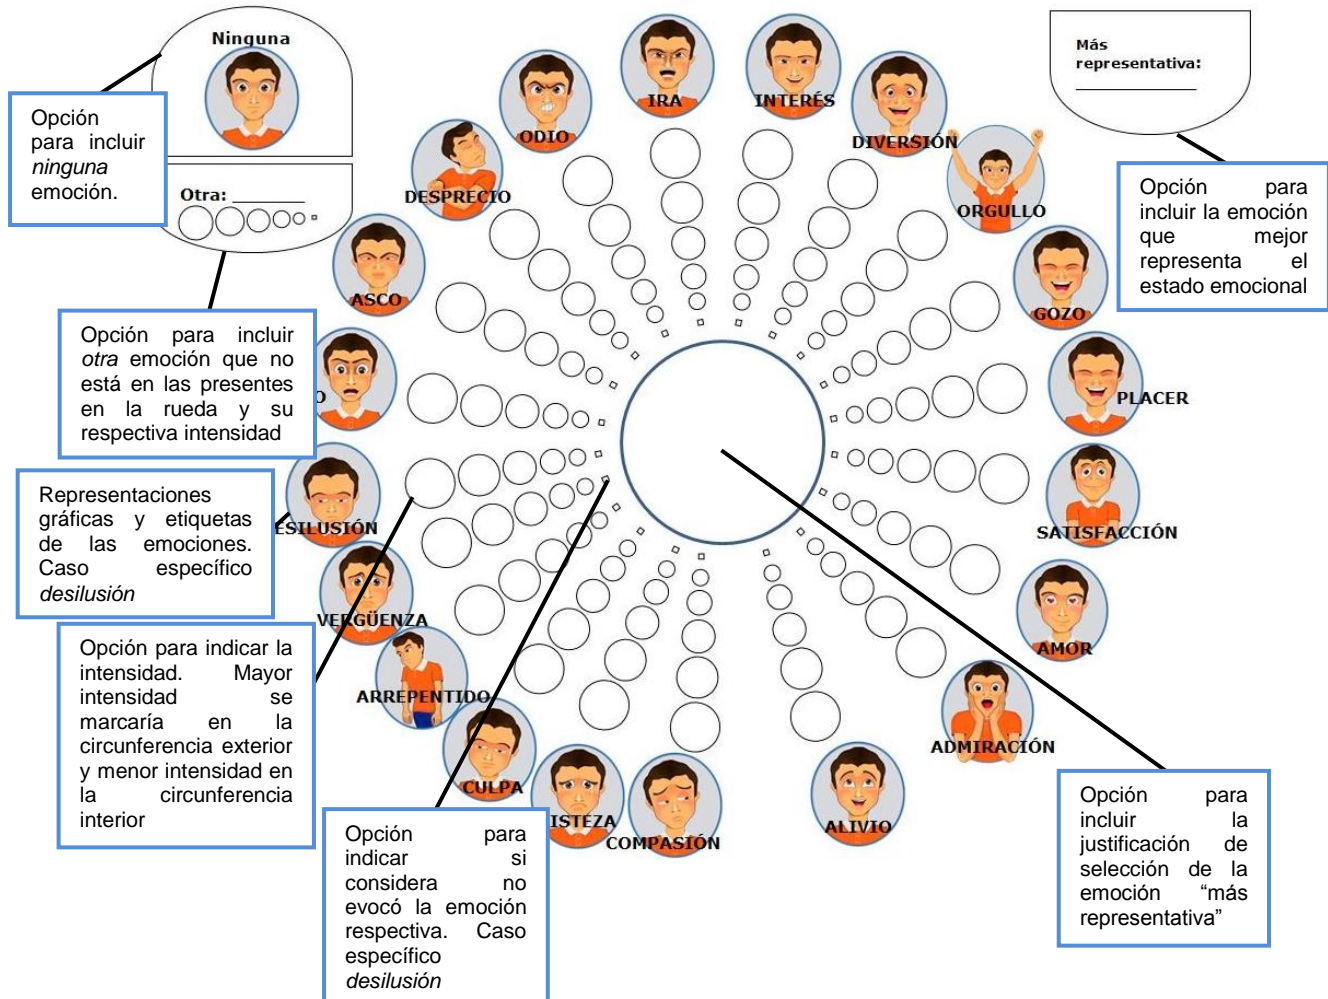 Ninguna
Opción
para incluir
ninguna
emoción.
Otra: ________
Opción para incluir
otra emoción que no
está en las presentes
en la rueda y su
respectiva intensidad
Representaciones
gráficas y etiquetas
de las emociones.
Caso específico
desilusión
Opción para indicar la
intensidad. Mayor
intensidad se
marcaría en la
circunferencia exterior
y menor intensidad en
la circunferencia
interior
Opción para
indicar si
considera no
evocó la emoción
respectiva. Caso
específico
desilusión
IRA
INTERÉS
DIVERSIÓN
ORGULLO
GOZO
PLACER
SATISFACCIÓN
AMOR
ADMIRACIÓN
ALIVIO
COMPASIÓN
ISTEZA
CULPA
ARREPENTIDO
VERGÜENZA
ESILUSIÓN
O
ASCO
DESPRECIO
ODIO
Más
representativa:
______________
Opción para
incluir la emoción
que mejor
representa el
estado emocional
Opción para
incluir la
justificación de
selección de la
emoción “más
representativa”